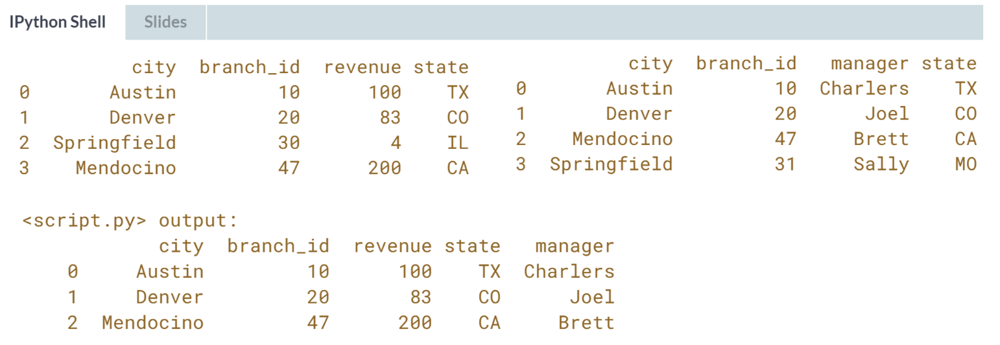 IPython Shell Slides
city branch_id revenue state
0 Austin 10 100 TX
1 Denver 20 83 CO
2 Springfield 30 4 IL
3 Mendocino 47 200 CA
city branch_id manager state
0 Austin 10 Charlers TX
1 Denver 20 Joel CO
2 Mendocino 47 Brett CA
3 Springfield 31 Sally MO
<script.py> output:
city branch_id revenue state manager
0 Austin 10 100 TX Charlers
1 Denver 20 83 CO Joel
2 Mendocino 47 200 CA Brett